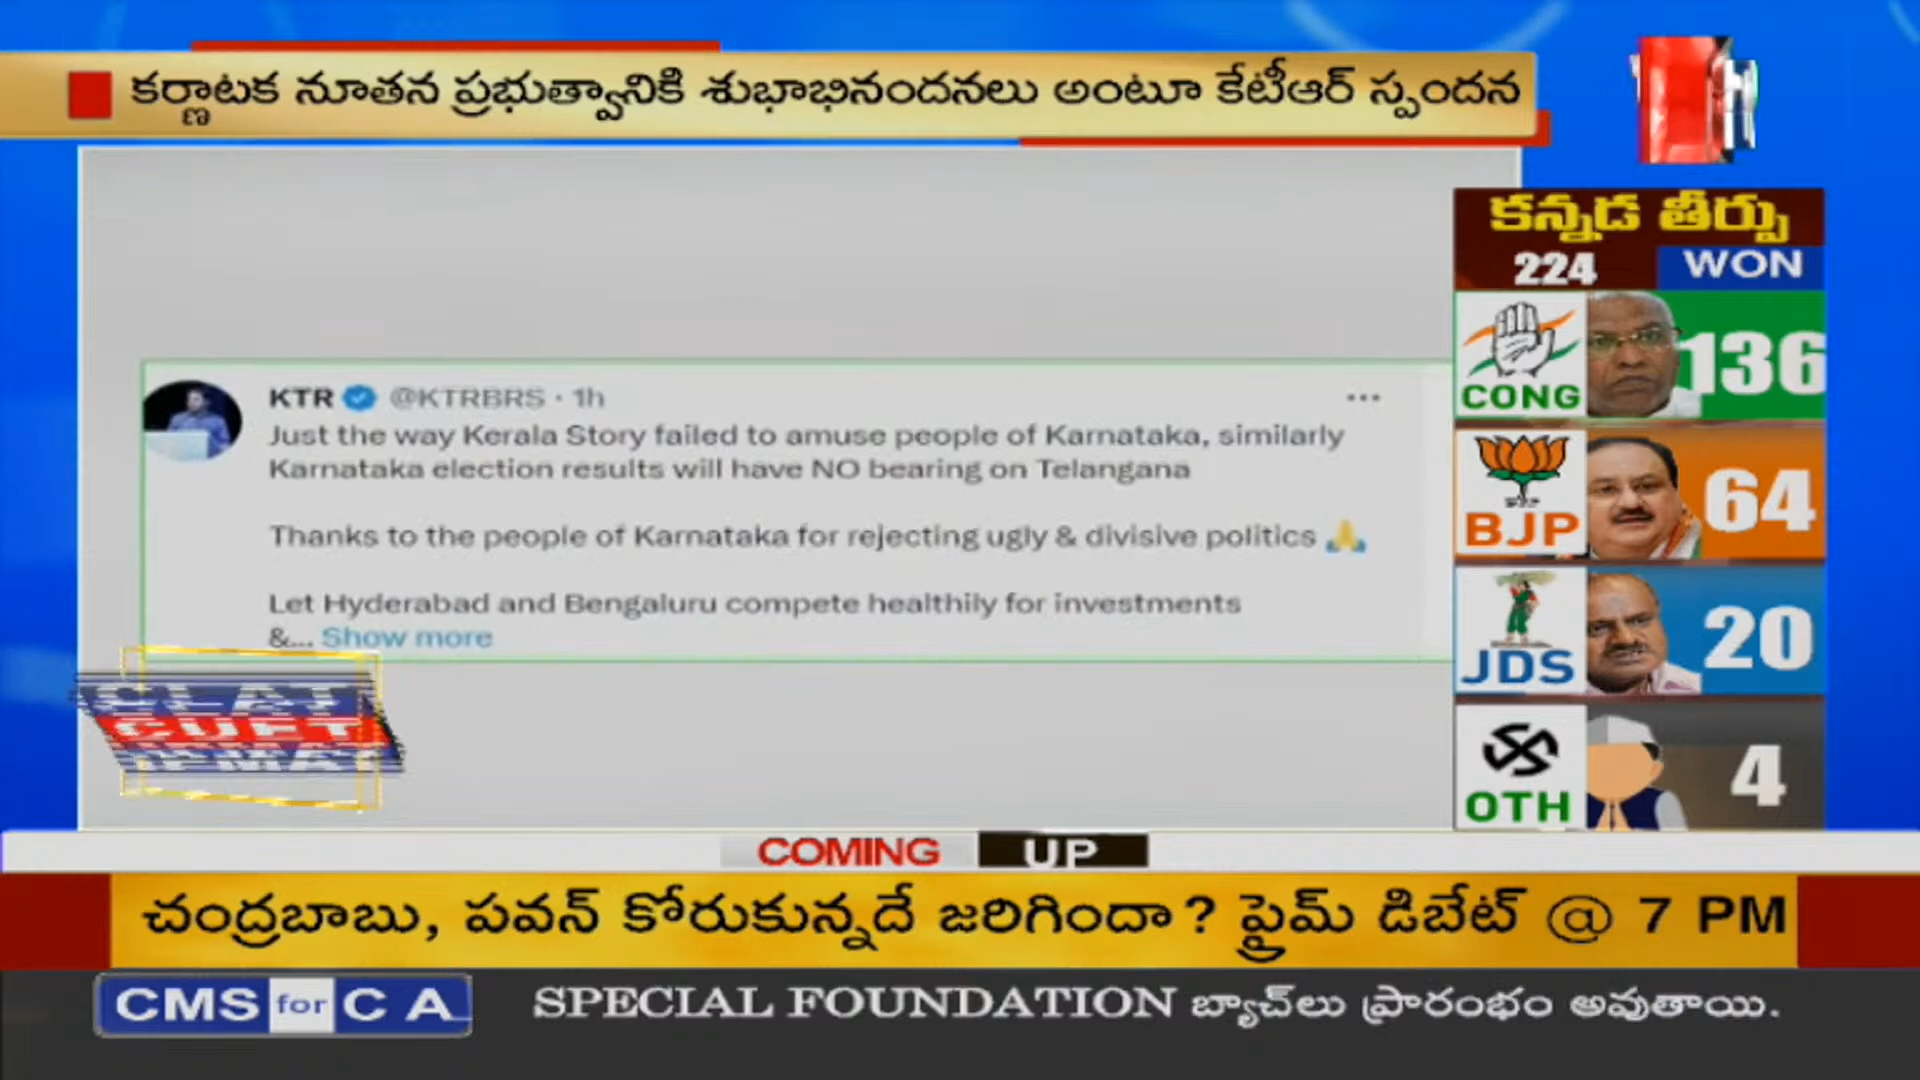 కర్ణాటక నూతన ప్రభుత్వానికి శుభాభినందనలు అంటూ కేటీఆర్ స్పందన
కన్నడ తీర్పు
224 WON
CONG 136
BJP 64
JDS 20
OTH 4
KTR @KTRBRS · 1h
Just the way Kerala Story failed to amuse people of Karnataka, similarly
Karnataka election results will have NO bearing on Telangana
Thanks to the people of Karnataka for rejecting ugly & divisive politics 🙏
Let Hyderabad and Bengaluru compete healthily for investments
&... Show more
CLAT
CUET
COMING UP
చంద్రబాబు, పవన్ కోరుకున్నదే జరిగిందా? ప్రైమ్ డిబేట్ @ 7 PM
CMS for CA SPECIAL FOUNDATION బ్యాచ్‌లు ప్రారంభం అవుతాయి.